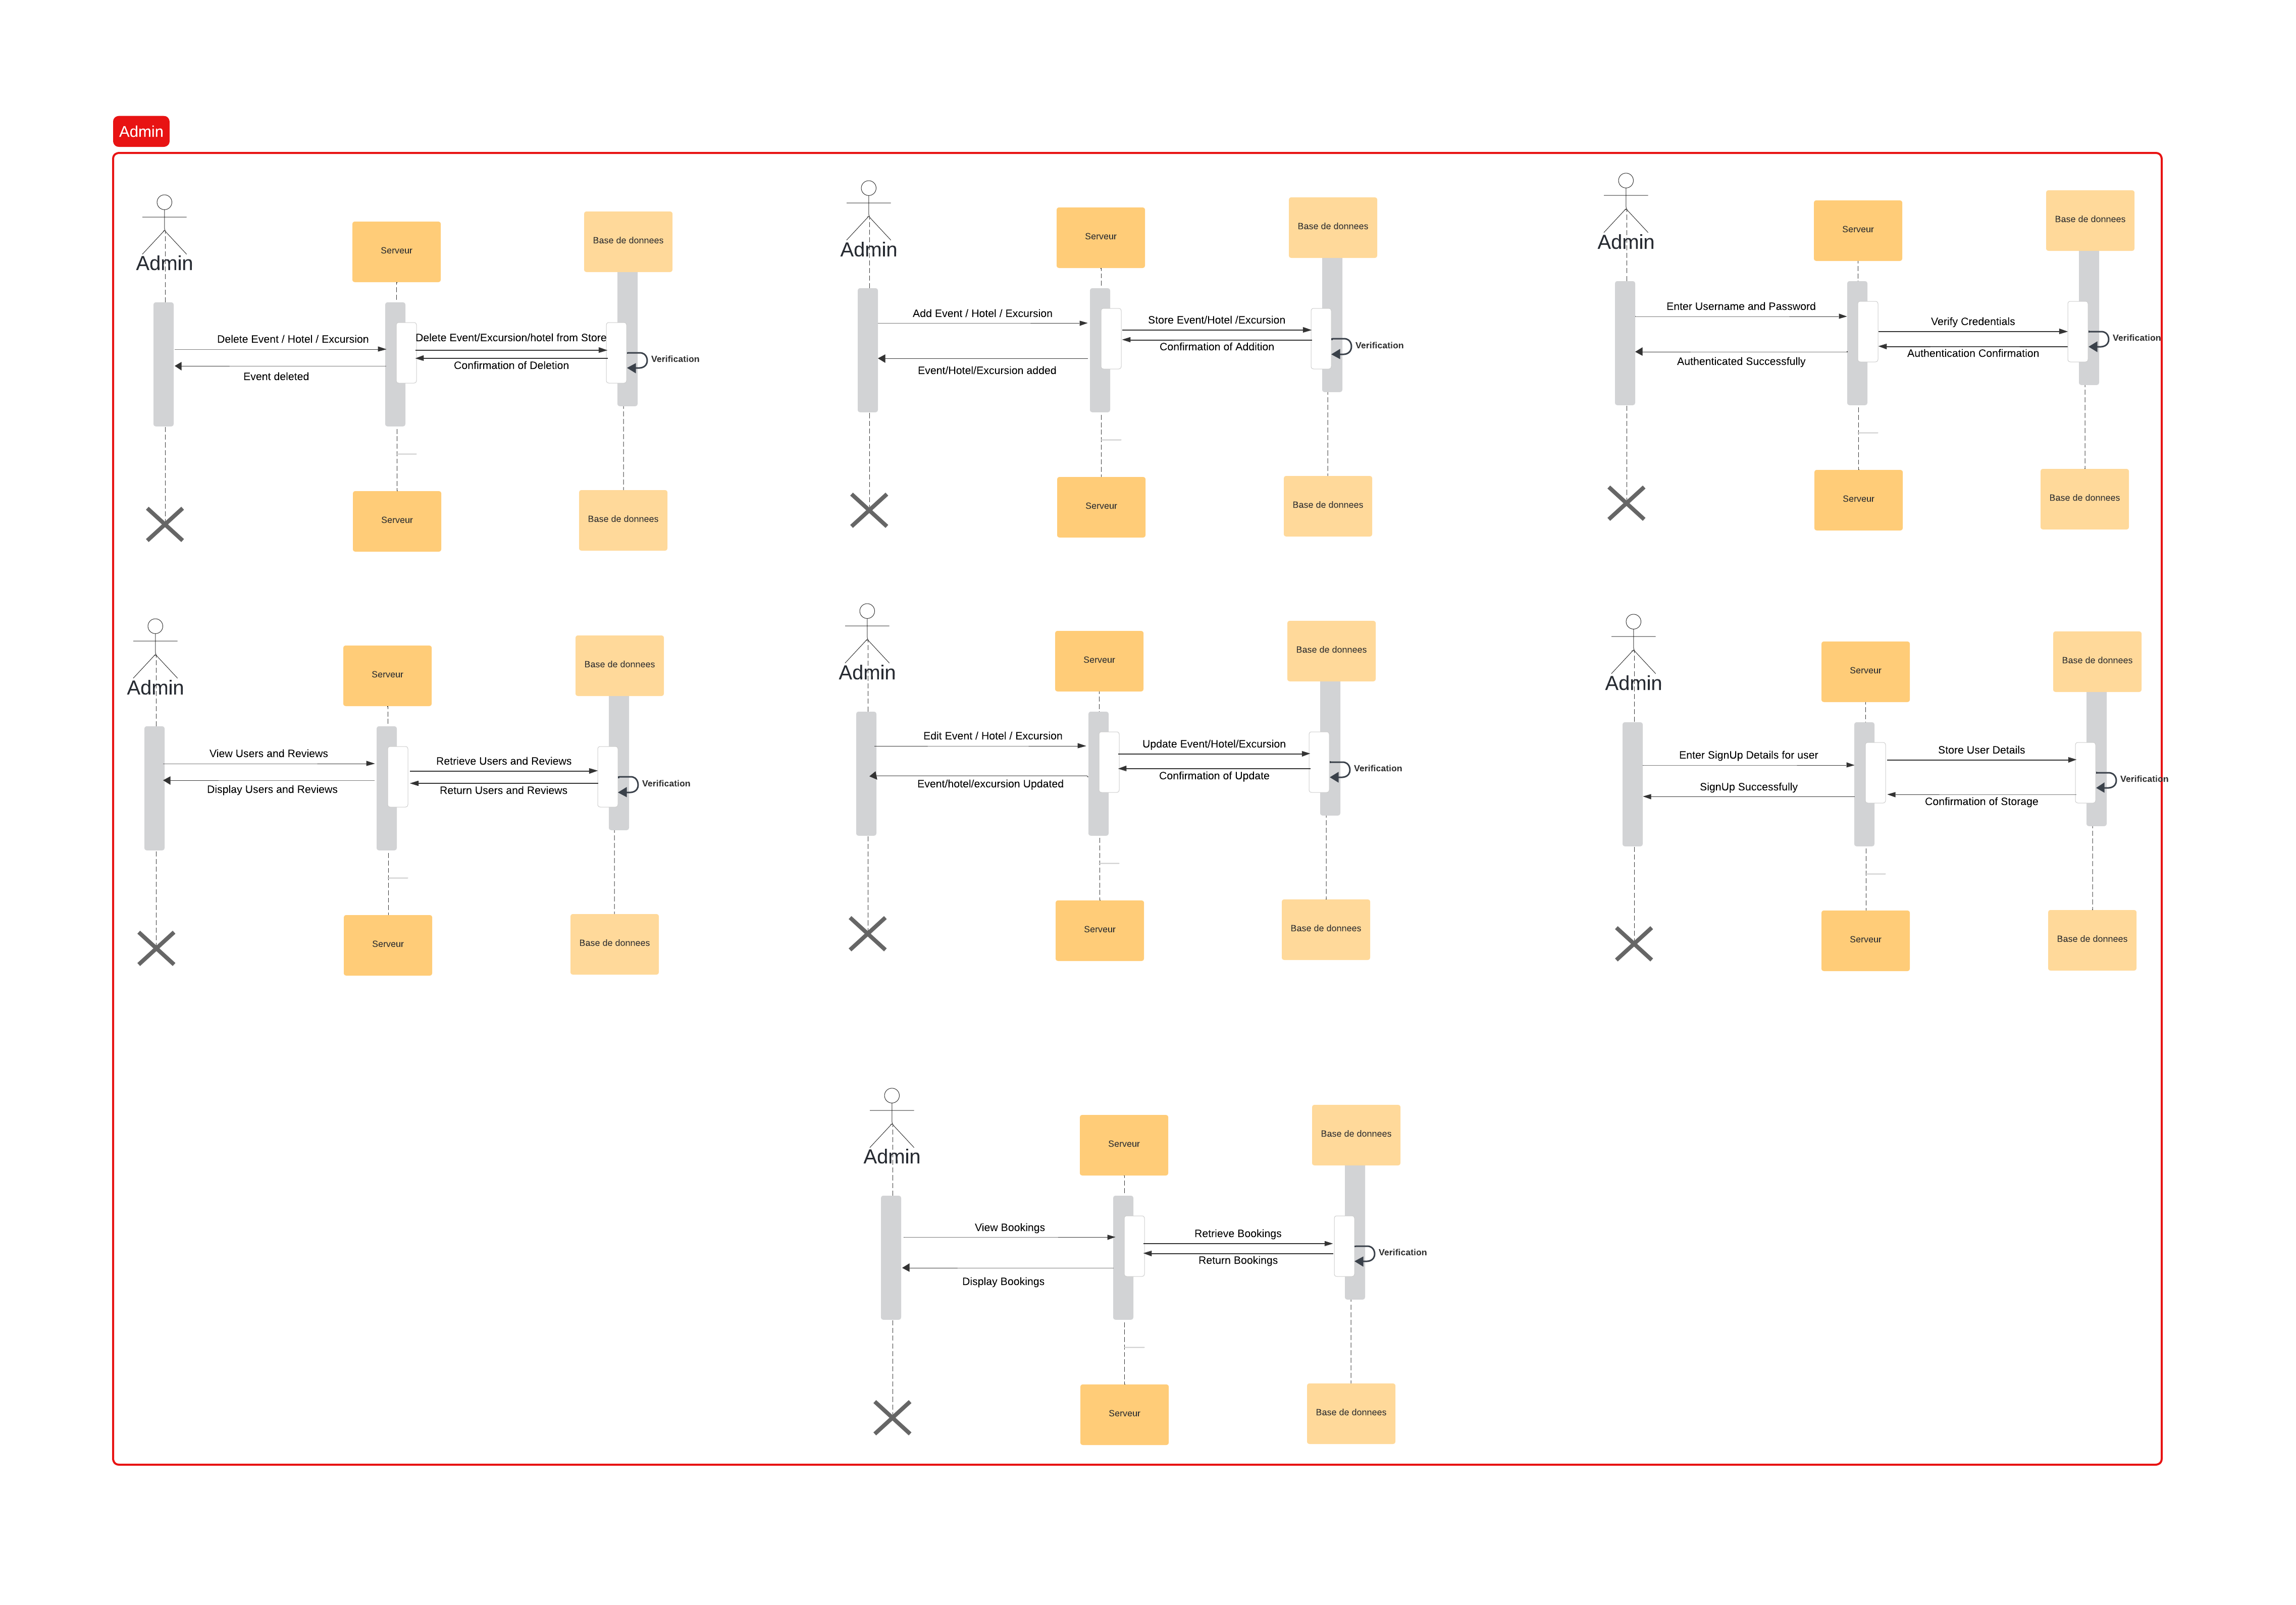 Admin
Admin
Serveur
Base de donnees
Delete Event / Hotel / Excursion
Delete Event/Excursion/hotel from Store
Verification
Confirmation of Deletion
Event deleted
Serveur
Base de donnees
Admin
Serveur
Base de donnees
Add Event / Hotel / Excursion
Store Event/Hotel /Excursion
Verification
Confirmation of Addition
Event/Hotel/Excursion added
Serveur
Base de donnees
Admin
Serveur
Base de donnees
Enter Username and Password
Verify Credentials
Verification
Authentication Confirmation
Authenticated Successfully
Serveur
Base de donnees
Admin
Serveur
Base de donnees
View Users and Reviews
Retrieve Users and Reviews
Verification
Return Users and Reviews
Display Users and Reviews
Serveur
Base de donnees
Admin
Serveur
Base de donnees
Edit Event / Hotel / Excursion
Update Event/Hotel/Excursion
Verification
Confirmation of Update
Event/hotel/excursion Updated
Serveur
Base de donnees
Admin
Serveur
Base de donnees
Enter SignUp Details for user
Store User Details
Verification
SignUp Successfully
Confirmation of Storage
Serveur
Base de donnees
Admin
Serveur
Base de donnees
View Bookings
Retrieve Bookings
Verification
Return Bookings
Display Bookings
Serveur
Base de donnees